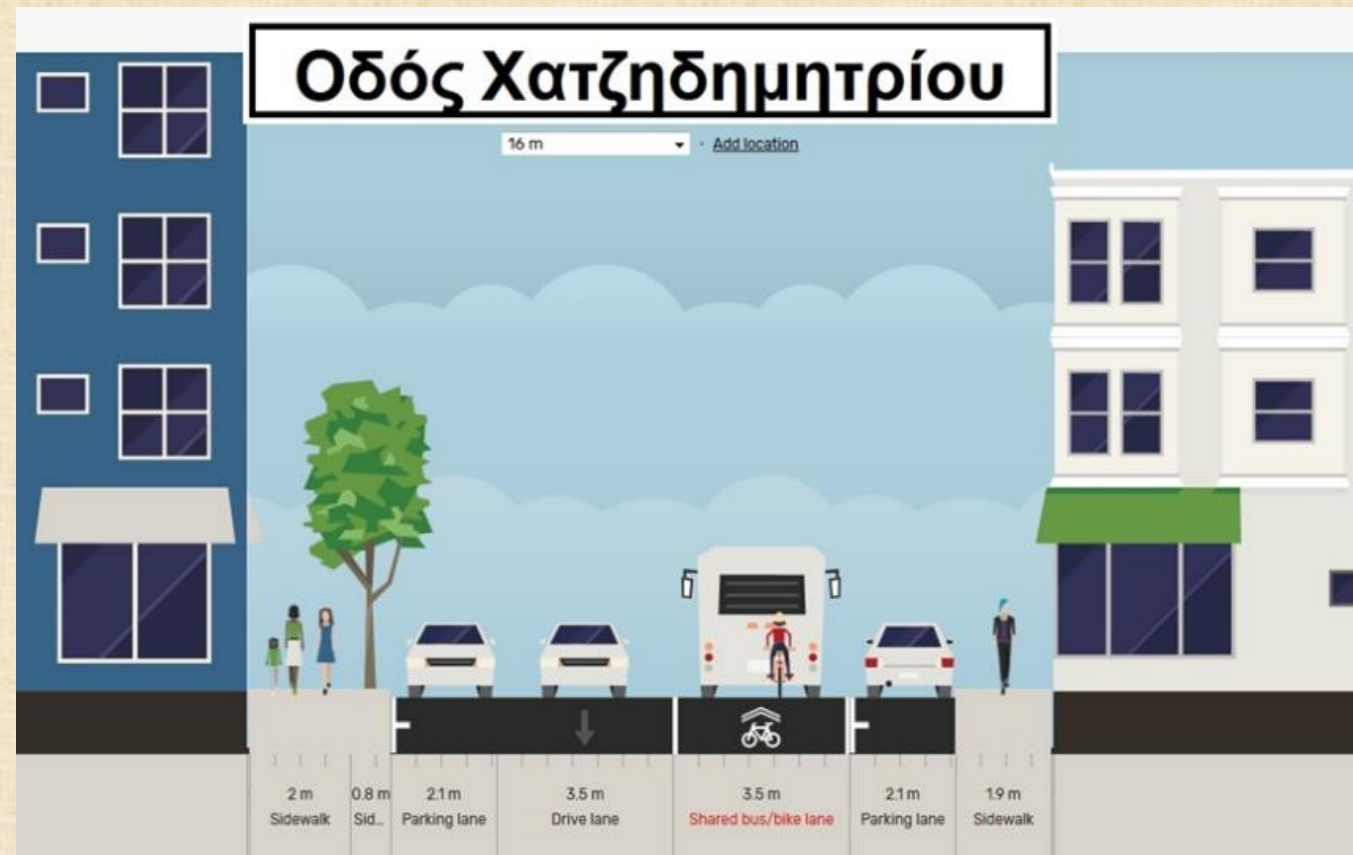 Οδός Χατζηδημητρίου
16 m · Add location
2 m 0.8 m 2.1 m 3.5 m 3.5 m 2.1 m 1.9 m
Sidewalk Sid... Parking lane Drive lane Shared bus/bike lane Parking lane Sidewalk